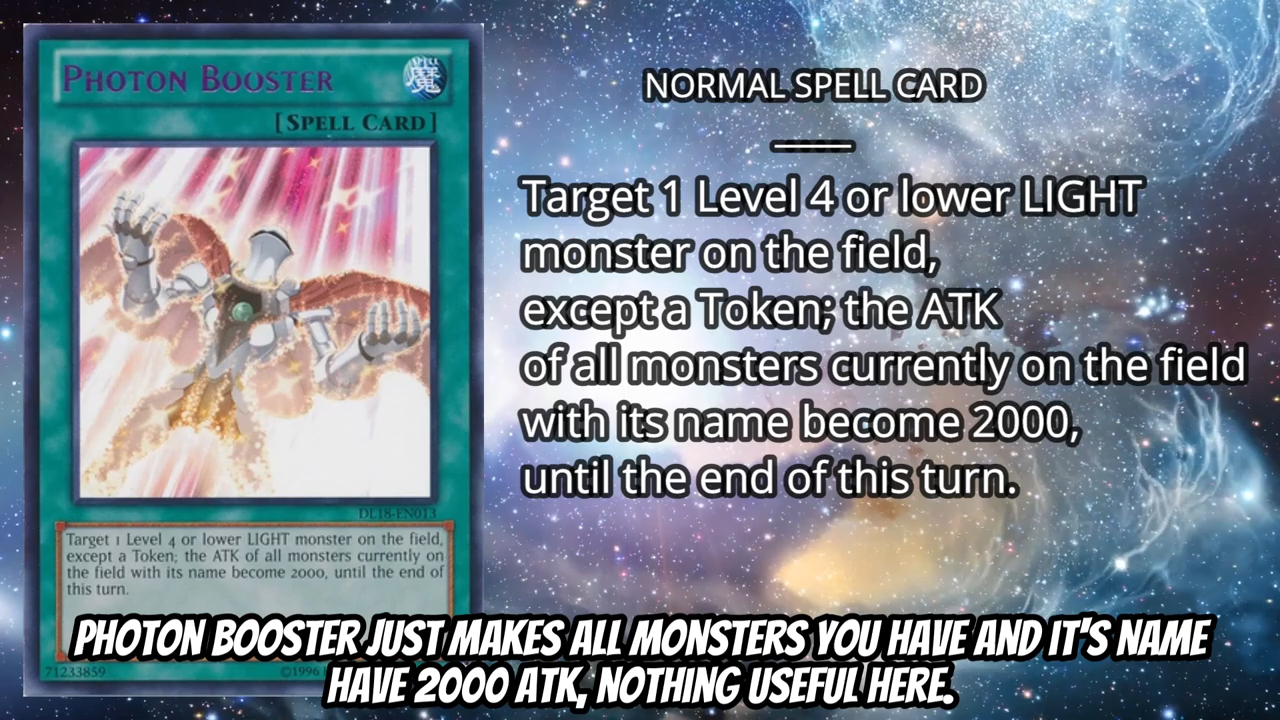 PHOTON BOOSTER 魔
[SPELL CARD]
DL18-EN013
Target 1 Level 4 or lower LIGHT monster on the field,
except a Token; the ATK of all monsters currently on
the field with its name become 2000, until the end of
this turn.
71233859 ©1996
NORMAL SPELL CARD
Target 1 Level 4 or lower LIGHT
monster on the field,
except a Token; the ATK
of all monsters currently on the field
with its name become 2000,
until the end of this turn.
PHOTON BOOSTER JUST MAKES ALL MONSTERS YOU HAVE AND IT'S NAME
HAVE 2000 ATK, NOTHING USEFUL HERE.